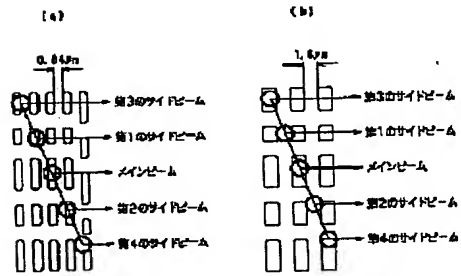 (a)
0.84μm
第3のサイドビーム
第1のサイドビーム
メインビーム
第2のサイドビーム
第4のサイドビーム
(b)
1.6μm
第3のサイドビーム
第1のサイドビーム
メインビーム
第2のサイドビーム
第4のサイドビーム